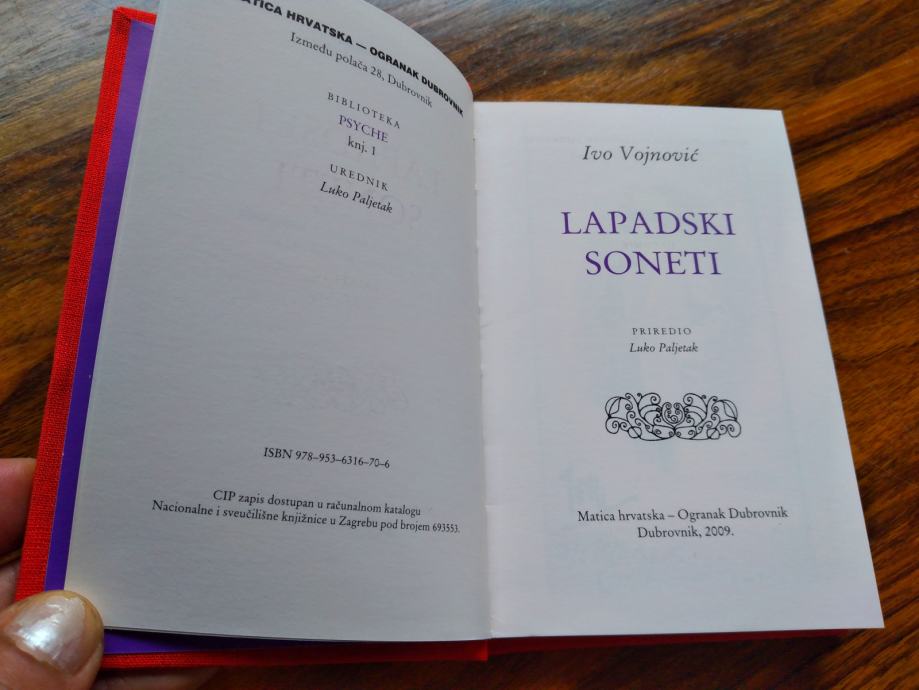 MATICA HRVATSKA — OGRANAK DUBROVNIK
Između polača 28, Dubrovnik
BIBLIOTEKA
PSYCHE
knj. 1
UREDNIK
Luko Paljetak
ISBN 978–953–6316–70–6
CIP zapis dostupan u računalnom katalogu
Nacionalne i sveučilišne knjižnice u Zagrebu pod brojem 693553.
Ivo Vojnović
LAPADSKI
SONETI
PRIREDIO
Luko Paljetak
Matica hrvatska – Ogranak Dubrovnik
Dubrovnik, 2009.